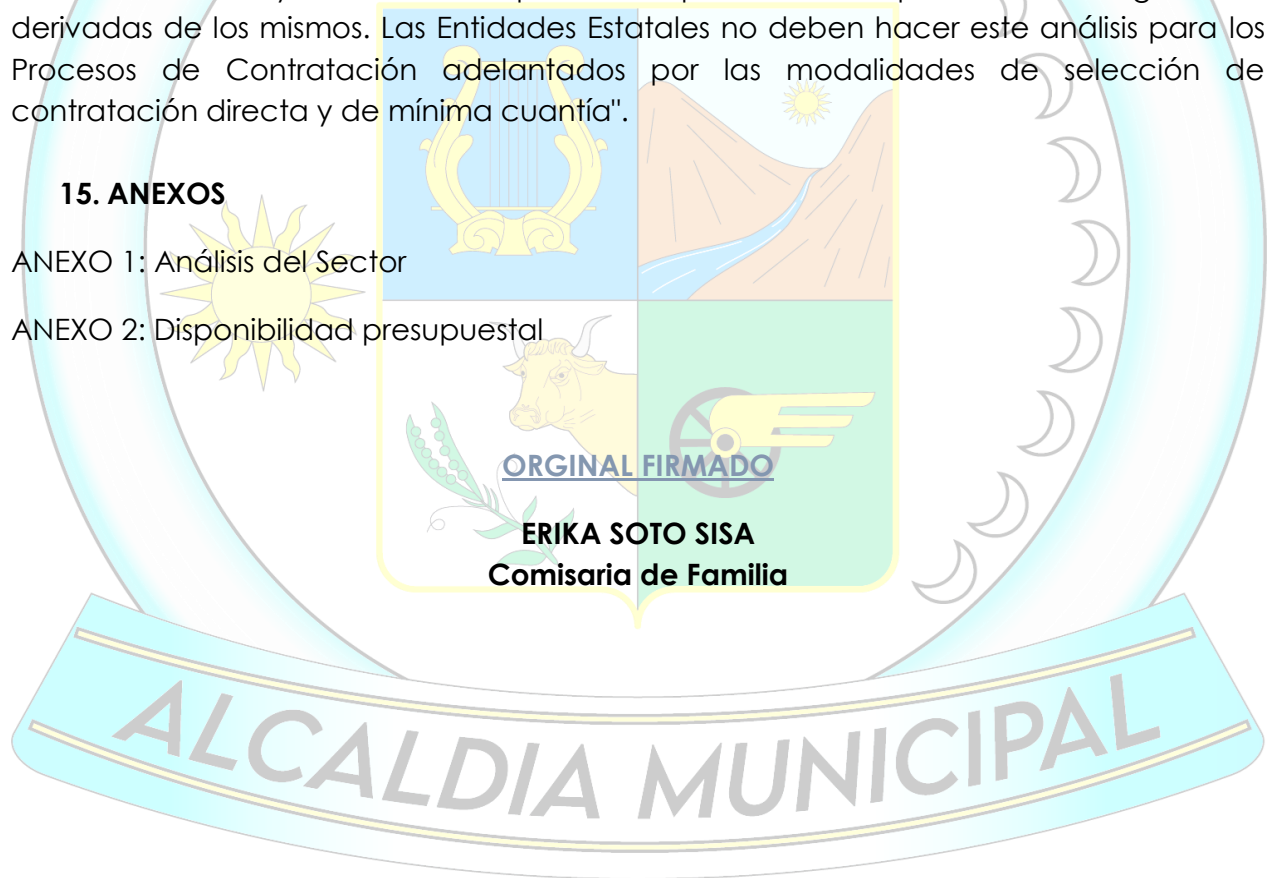 derivadas de los mismos. Las Entidades Estatales no deben hacer este análisis para los
Procesos de Contratación adelantados por las modalidades de selección de
contratación directa y de mínima cuantía".
15. ANEXOS
ANEXO 1: Análisis del Sector
ANEXO 2: Disponibilidad presupuestal
ORGINAL FIRMADO
ERIKA SOTO SISA
Comisaria de Familia
ALCALDIA MUNICIPAL